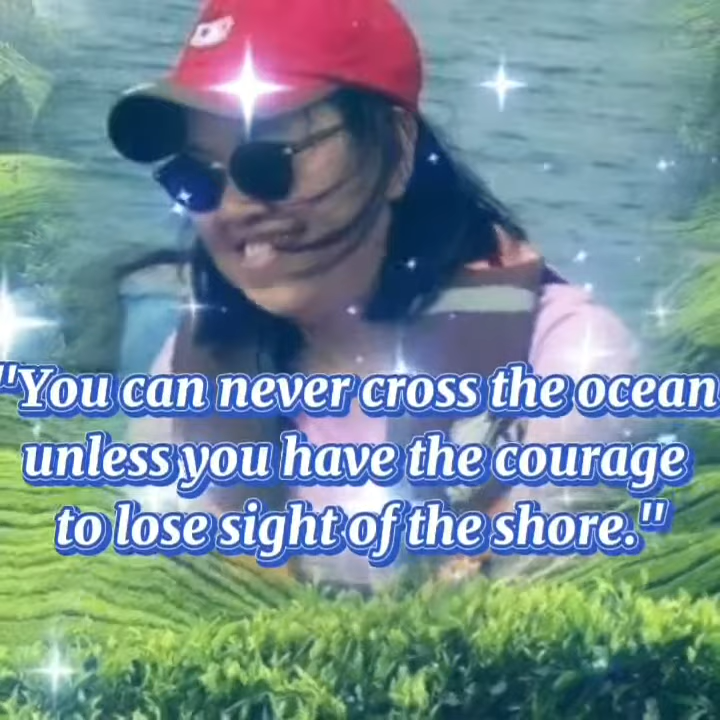 "You can never cross the ocean
unless you have the courage
to lose sight of the shore."